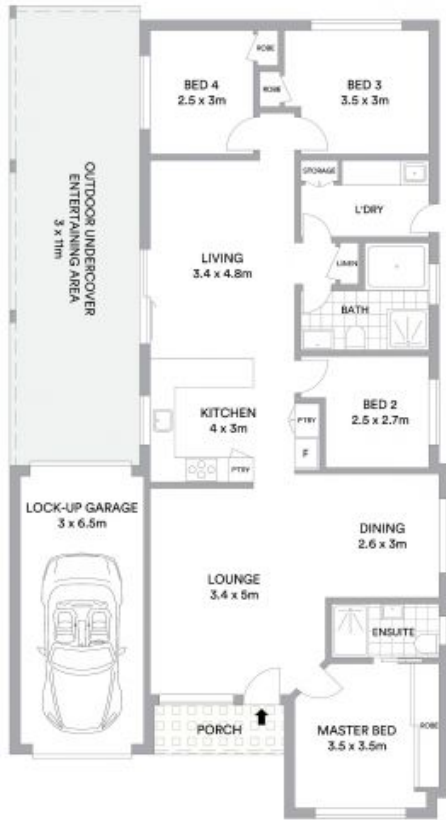 ROBE
BED 4
2.5 x 3m
ROBE
BED 3
3.5 x 3m
OUTDOOR UNDERCOVER
ENTERTAINING AREA
3 x 11m
STORAGE
L'DRY
LIVING
3.4 x 4.8m
LINEN
BATH
KITCHEN
4 x 3m
PTRY
BED 2
2.5 x 2.7m
F
PTRY
LOCK-UP GARAGE
3 x 6.5m
DINING
2.6 x 3m
LOUNGE
3.4 x 5m
ENSUITE
PORCH
MASTER BED
3.5 x 3.5m
ROBE